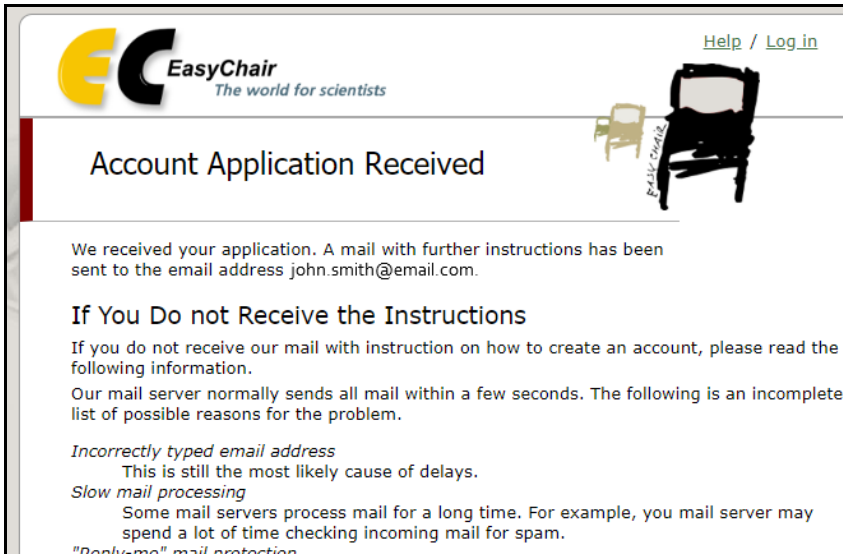 Help / Log in
EC EasyChair
The world for scientists
EASY CHAIR
Account Application Received
We received your application. A mail with further instructions has been
sent to the email address john.smith@email.com.
If You Do not Receive the Instructions
If you do not receive our mail with instruction on how to create an account, please read the
following information.
Our mail server normally sends all mail within a few seconds. The following is an incomplete
list of possible reasons for the problem.
Incorrectly typed email address
This is still the most likely cause of delays.
Slow mail processing
Some mail servers process mail for a long time. For example, you mail server may
spend a lot of time checking incoming mail for spam.
"Reply-me" mail protection